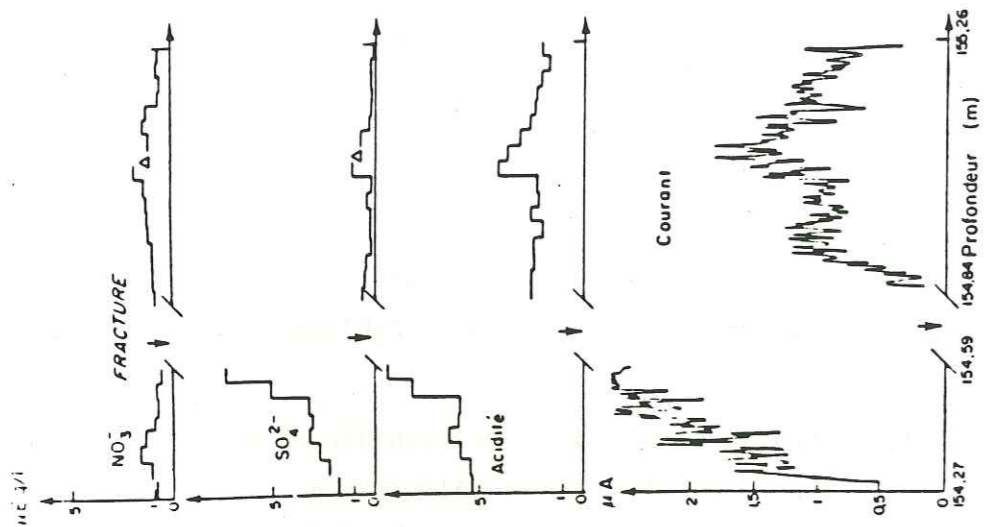 NO₃⁻
FRACTURE
5
0
SO₄²⁻
5
1
0
Acidité
5
0
µA
Courant
2
1,5
1
0,5
0
154,27
154,59
154,84
Profondeur (m)
155,26